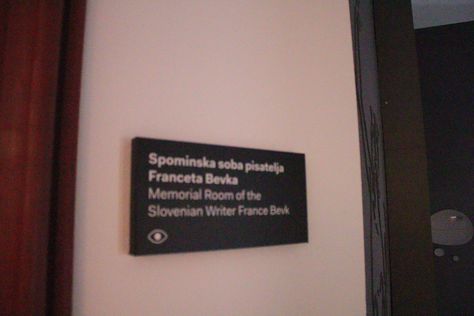 Spominska soba pisatelja
Franceta Bevka
Memorial Room of the
Slovenian Writer France Bevk